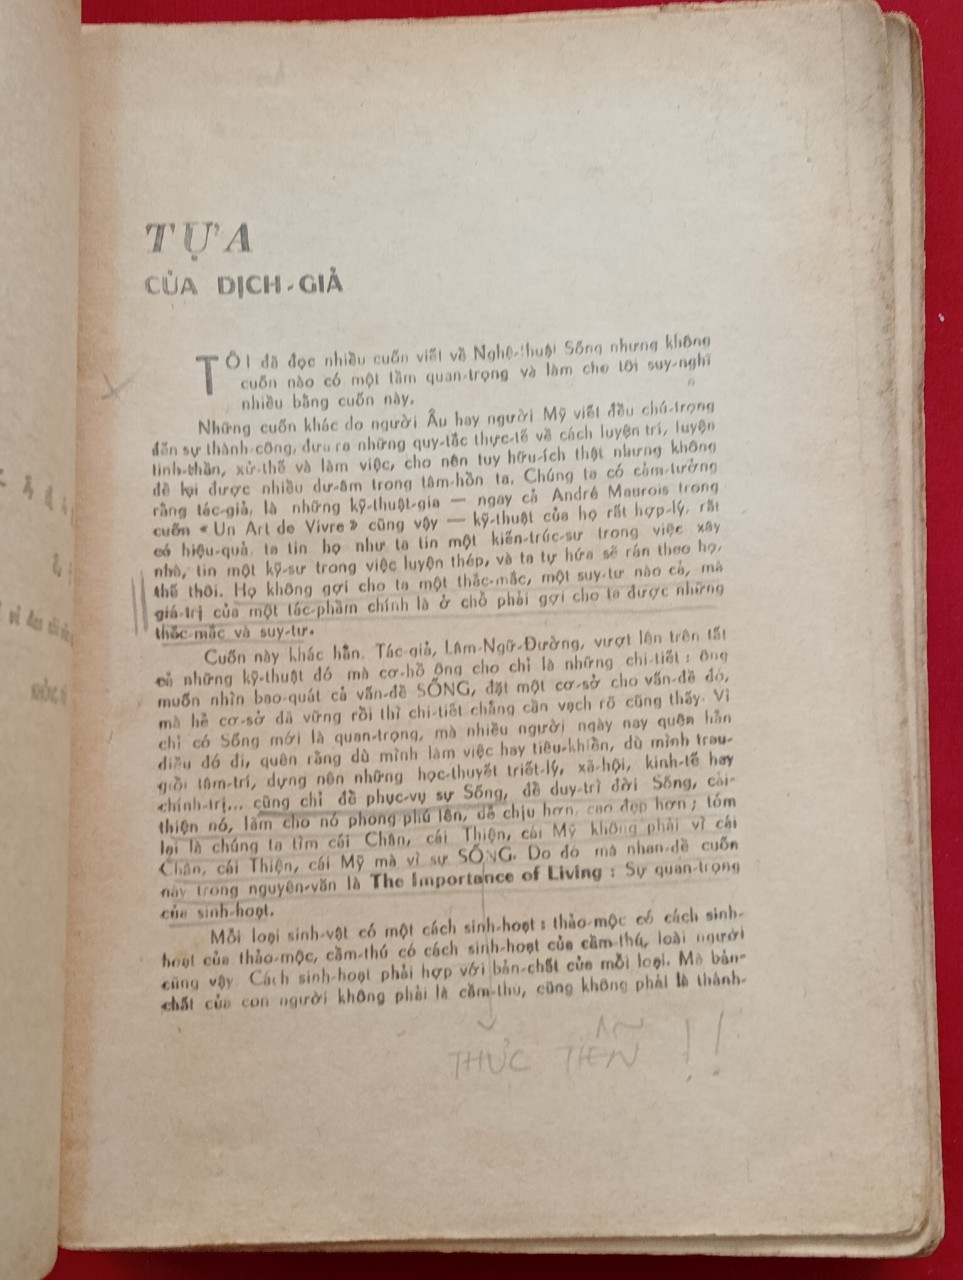 TỰA
CỦA DỊCH-GIẢ
TÔI đã đọc nhiều cuốn viết về Nghệ-thuật Sống nhưng không
cuốn nào có một tầm quan-trọng và làm cho tôi suy-nghĩ
nhiều bằng cuốn này.
Những cuốn khác do người Âu hay người Mỹ viết đều chú-trọng
đến sự thành-công, đưa ra những quy-tắc thực-tế về cách luyện trí, luyện
tinh-thần, xử-thế và làm việc, cho nên tuy hữu-ích thật nhưng không
để lại được nhiều dư-âm trong tâm-hồn ta. Chúng ta có cảm-tưởng
rằng tác-giả, là những kỹ-thuật-gia — ngay cả André Maurois trong
cuốn « Un Art de Vivre » cũng vậy — kỹ-thuật của họ rất hợp-lý, rất
có hiệu-quả, ta tin họ như ta tin một kiến-trúc-sư trong việc xây
nhà, tin một kỹ-sư trong việc luyện thép, và ta tự hứa sẽ rán theo họ,
thế thôi. Họ không gợi cho ta một thắc-mắc, một suy-tư nào cả, mà
giá-trị của một tác-phẩm chính là ở chỗ phải gợi cho ta được những
thắc-mắc và suy-tư.
Cuốn này khác hẳn. Tác-giả, Lâm-Ngữ-Đường, vượt lên trên tất
cả những kỹ-thuật đó mà cơ-hồ ông cho chỉ là những chi-tiết : ông
muốn nhìn bao-quát cả vấn-đề SỐNG, đặt một cơ-sở cho vấn-đề đó,
mà hễ cơ-sở đã vững rồi thì chi-tiết chẳng cần vạch rõ cũng thấy. Vì
chỉ có Sống mới là quan-trọng, mà nhiều người ngày nay quên hẳn
điều đó đi, quên rằng dù mình làm việc hay tiêu-khiển, dù mình trau-
giồi tâm-trí, dựng nên những học-thuyết triết-lý, xã-hội, kinh-tế hay
chính-trị... cũng chỉ để phục-vụ sự Sống, để duy-trì đời Sống, cải-
thiện nó, làm cho nó phong phú lên, dễ chịu hơn, cao đẹp hơn ; tóm
lại là chúng ta tìm cái Chân, cái Thiện, cái Mỹ không phải vì cái
Chân, cái Thiện, cái Mỹ mà vì sự SỐNG. Do đó mà nhan-đề cuốn
này trong nguyên-văn là The Importance of Living : Sự quan-trọng
của sinh-hoạt.
Mỗi loại sinh-vật có một cách sinh-hoạt : thảo-mộc có cách sinh-
hoạt của thảo-mộc, cầm-thú có cách sinh-hoạt của cầm-thú, loài người
cũng vậy. Cách sinh-hoạt phải hợp với bản-chất của mỗi loại. Mà bản-
chất của con người không phải là cầm-thu, cũng không phải là thánh-
THỰC TIỄN !!